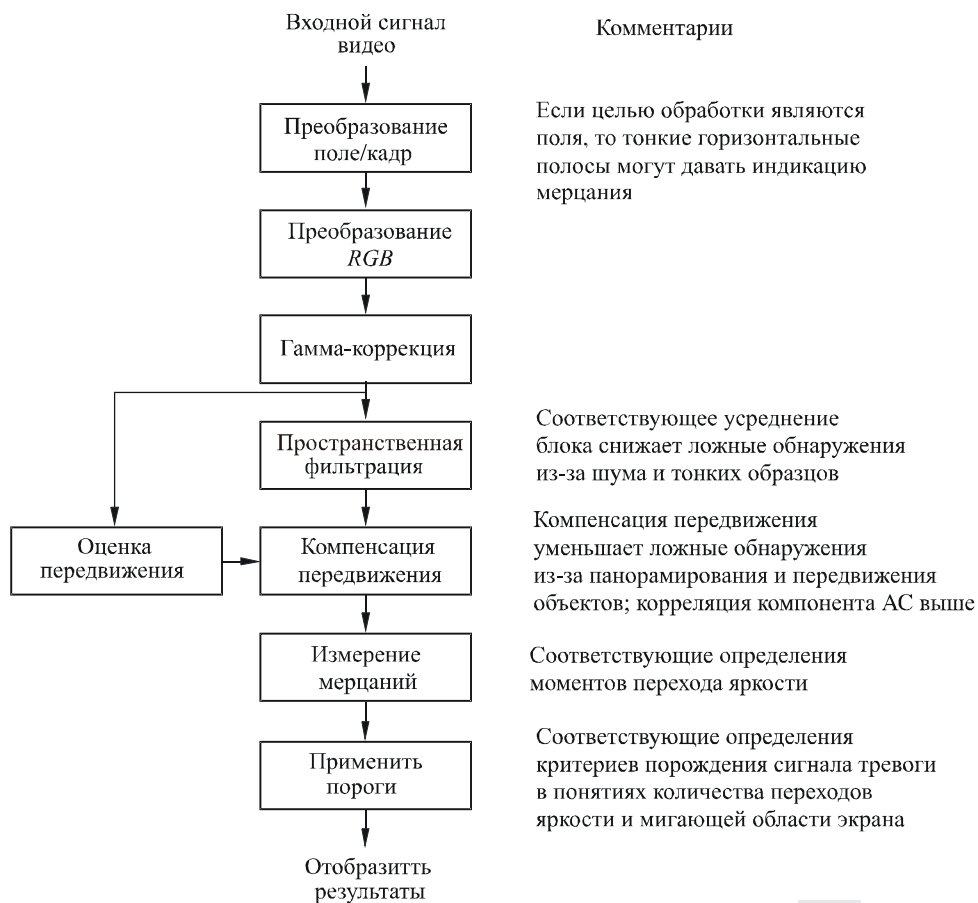 Входной сигнал
видео
Комментарии
Преобразование
поле/кадр
Если целью обработки являются
поля, то тонкие горизонтальные
полосы могут давать индикацию
мерцания
Преобразование
RGB
Гамма-коррекция
Пространственная
фильтрация
Соответствующее усреднение
блока снижает ложные обнаружения
из-за шума и тонких образцов
Оценка
передвижения
Компенсация
передвижения
Компенсация передвижения
уменьшает ложные обнаружения
из-за панорамирования и передвижения
объектов; корреляция компонента AC выше
Измерение
мерцаний
Соответствующие определения
моментов перехода яркости
Применить
пороги
Соответствующие определения
критериев порождения сигнала тревоги
в понятиях количества переходов
яркости и мигающей области экрана
Отобразитть
результаты